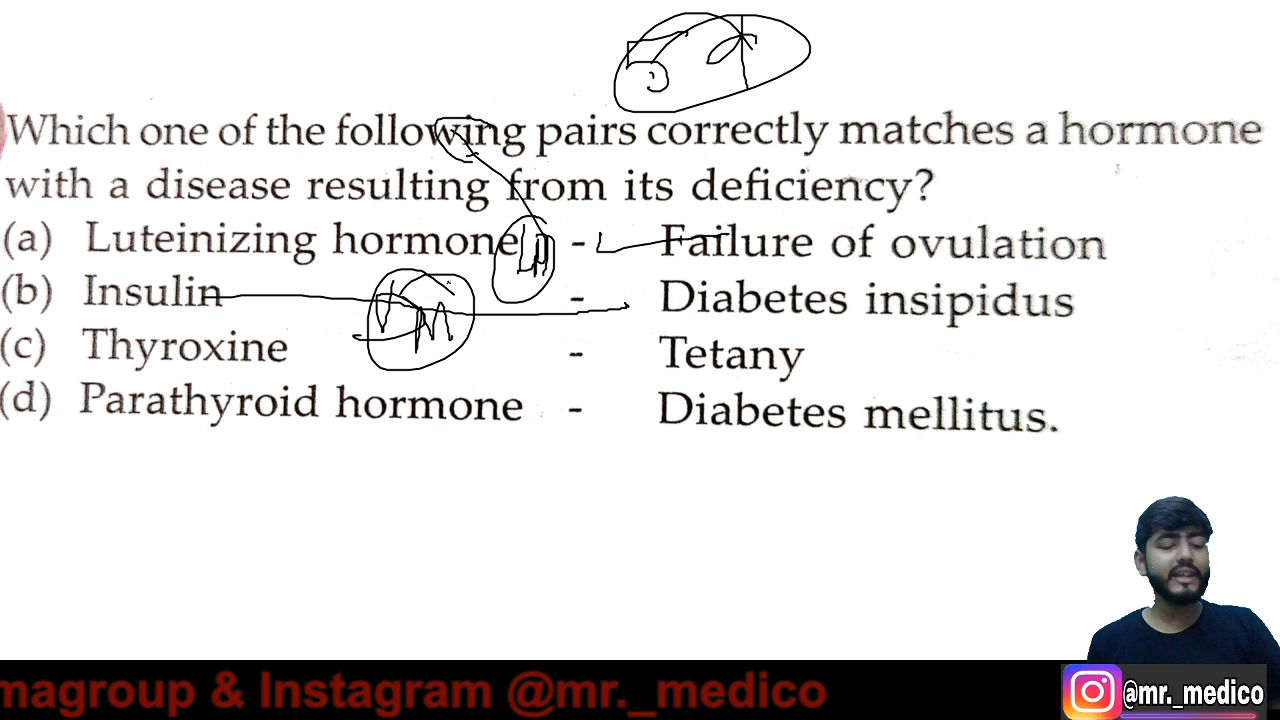 Which one of the following pairs correctly matches a hormone
with a disease resulting from its deficiency?
(a) Luteinizing hormone - Failure of ovulation
(b) Insulin - Diabetes insipidus
(c) Thyroxine - Tetany
(d) Parathyroid hormone - Diabetes mellitus.
magroup & Instagram @mr._medico
@mr._medico